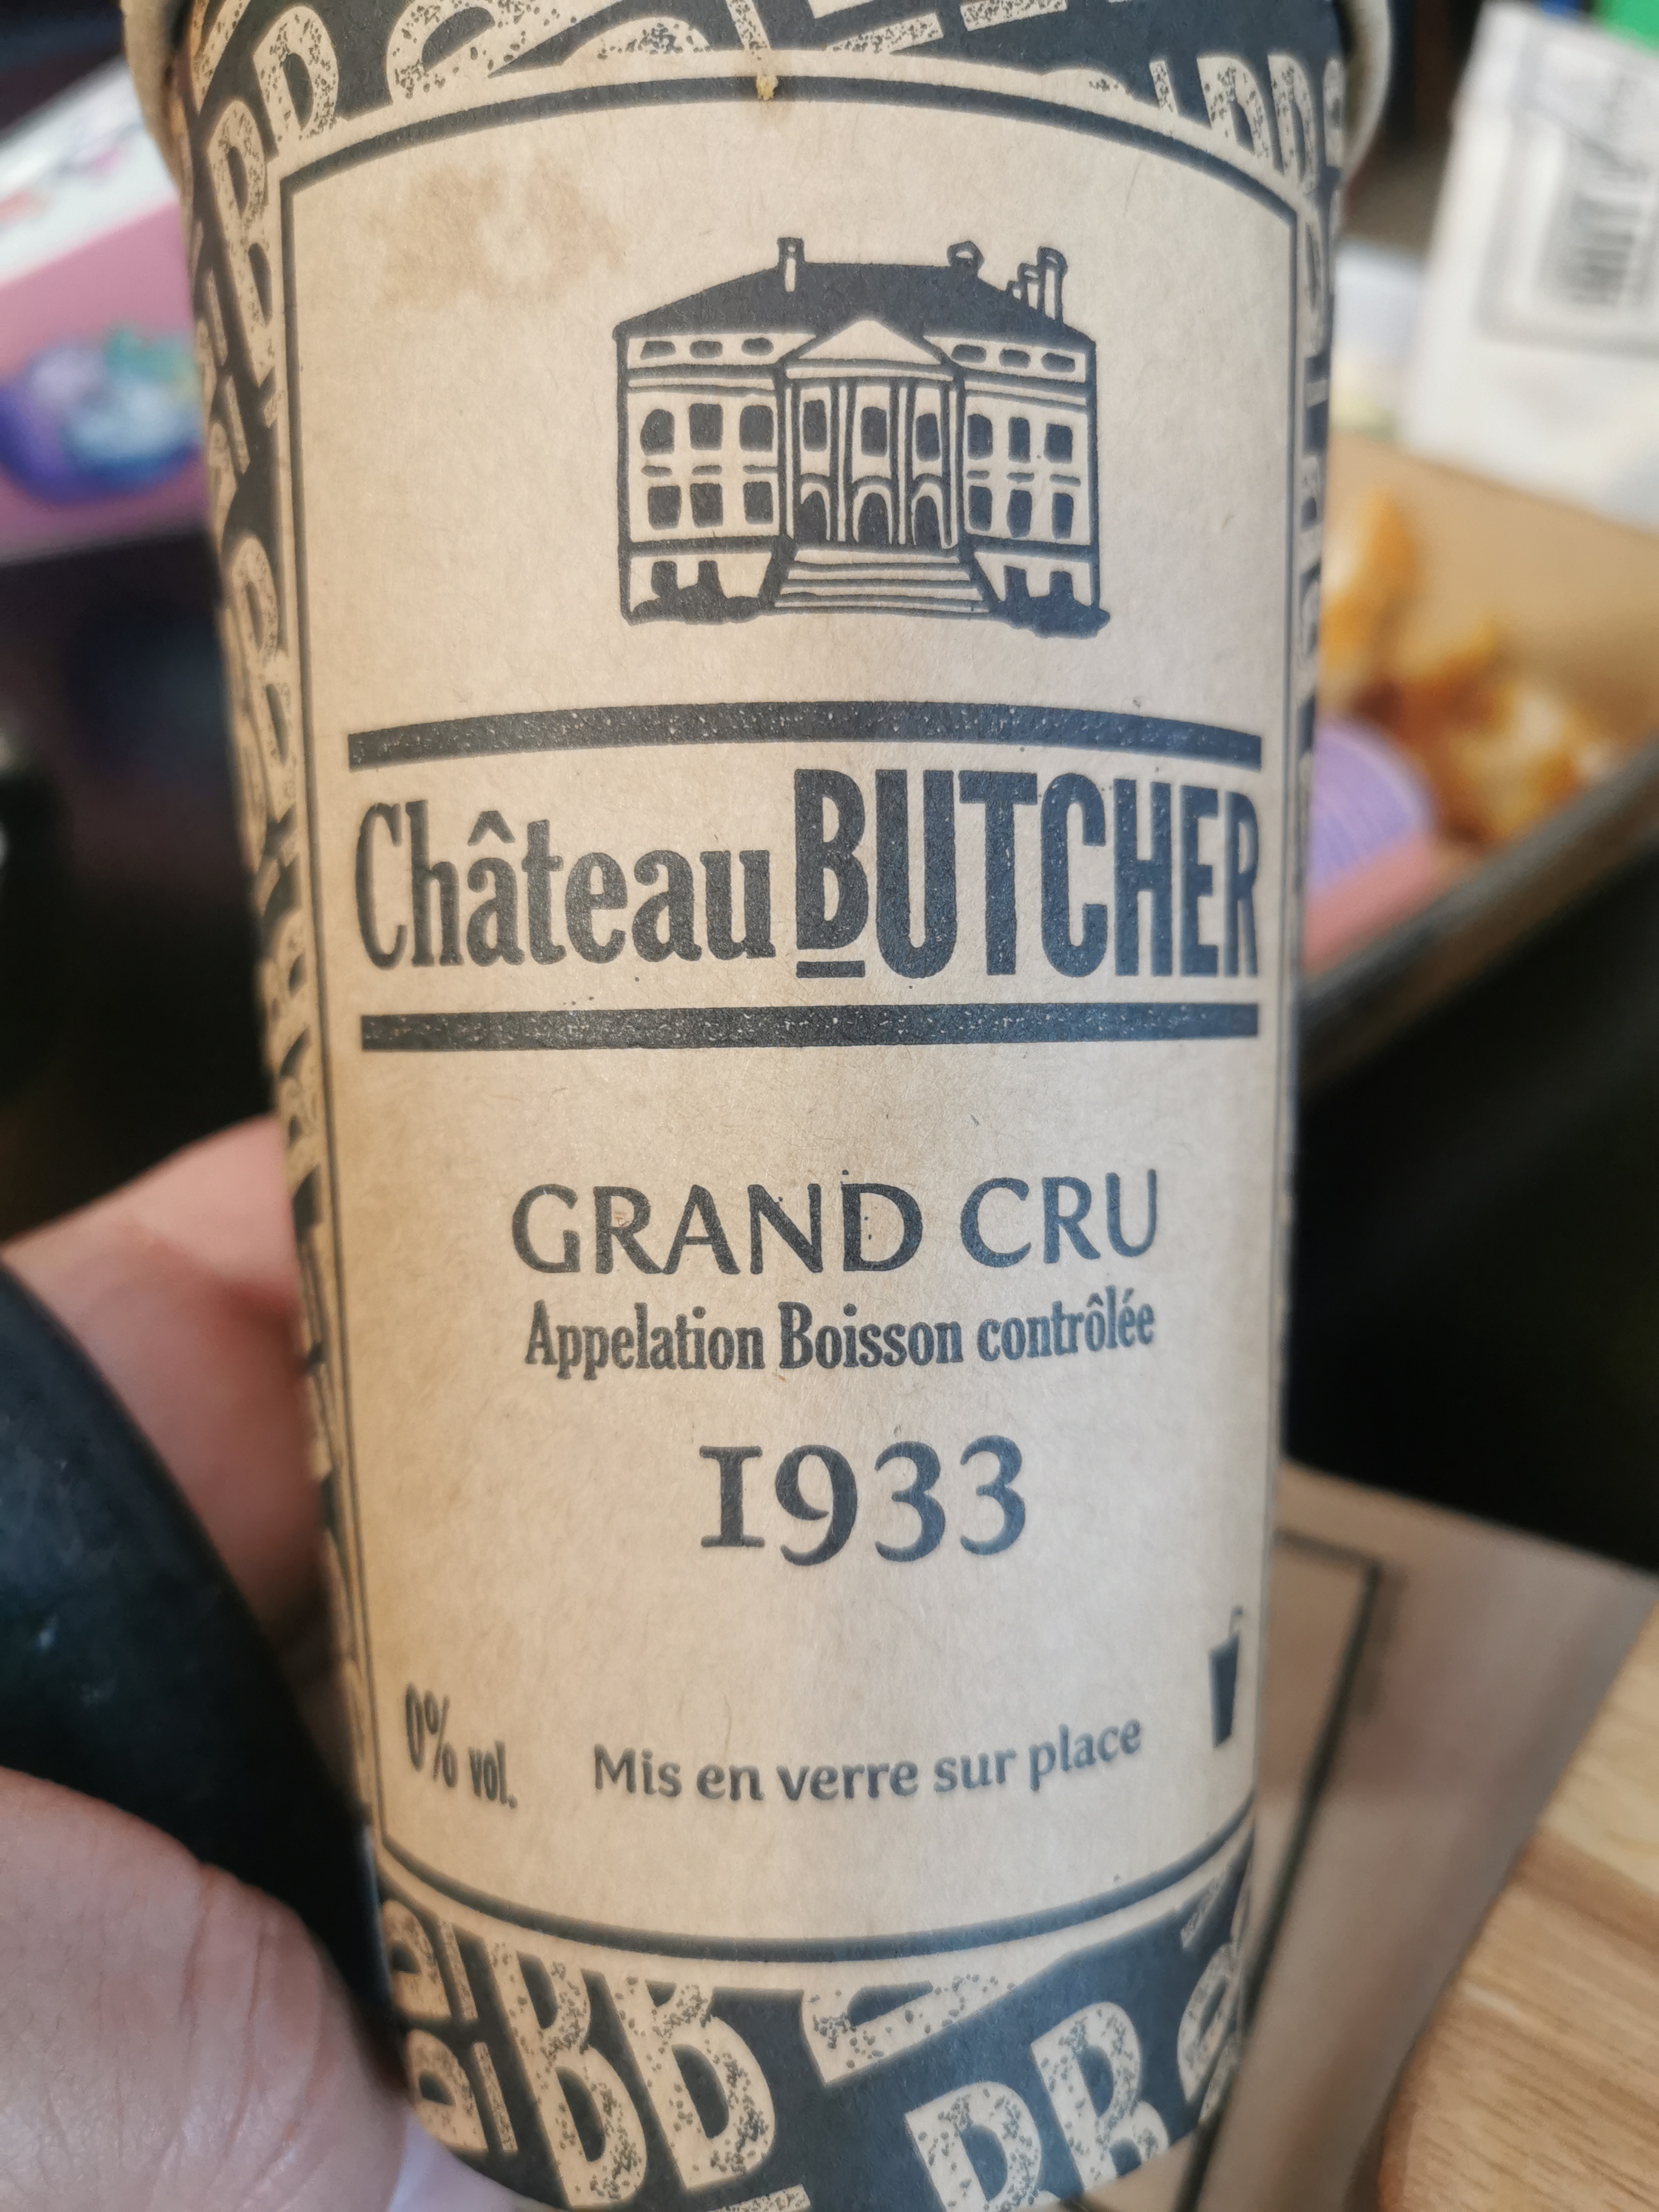 Château BUTCHER
GRAND CRU
Appelation Boisson contrôlée
1933
0% vol.
Mis en verre sur place